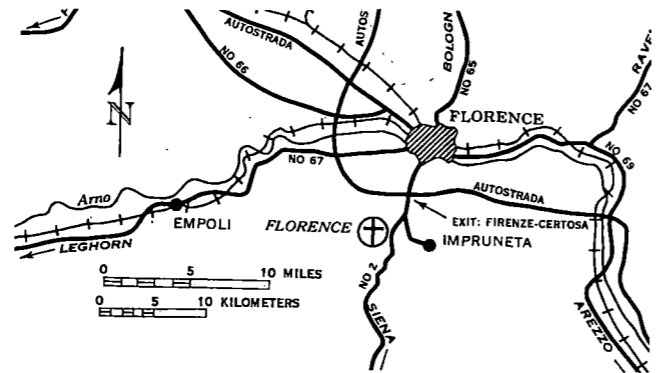 AUTOSTRADA
AUTOS
NO 66
BOLOGN
NO 65
RAVE
NO 67
FLORENCE
NO 67
NO 69
Arno
EMPOLI
LEGHORN
AUTOSTRADA
FLORENCE
EXIT: FIRENZE-CERTOSA
IMPRUNETA
N
0 5 10 MILES
0 5 10 KILOMETERS
NO 2
SIENA
AREZZO